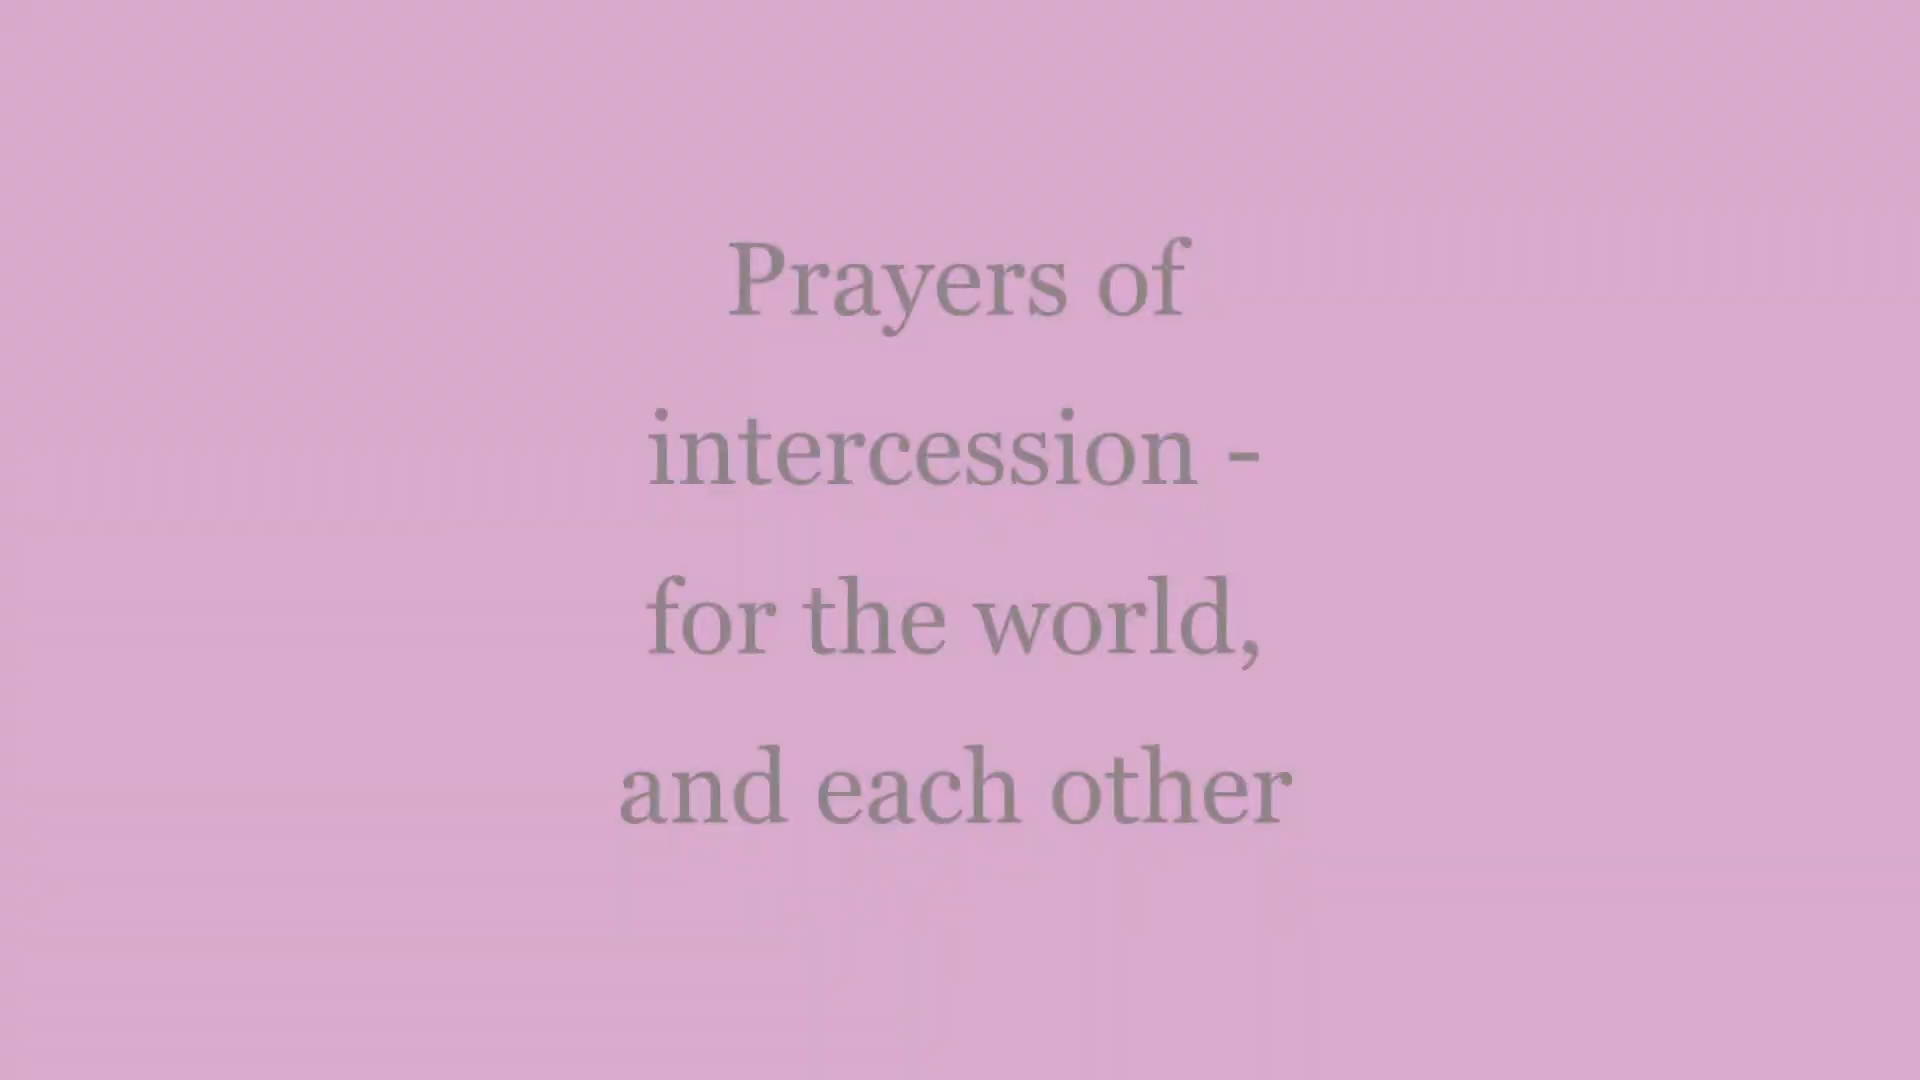 Prayers of
intercession -
for the world,
and each other